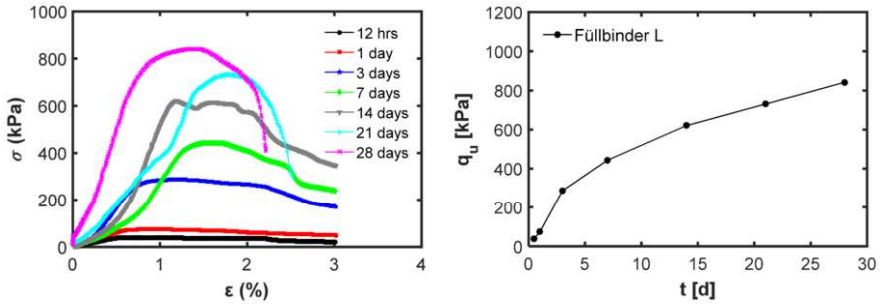 1000
800
600
400
200
0
σ (kPa)
0
1
2
3
4
ε (%)
12 hrs
1 day
3 days
7 days
14 days
21 days
28 days
1200
1000
800
600
400
200
0
qu [kPa]
Füllbinder L
0
5
10
15
20
25
30
t [d]